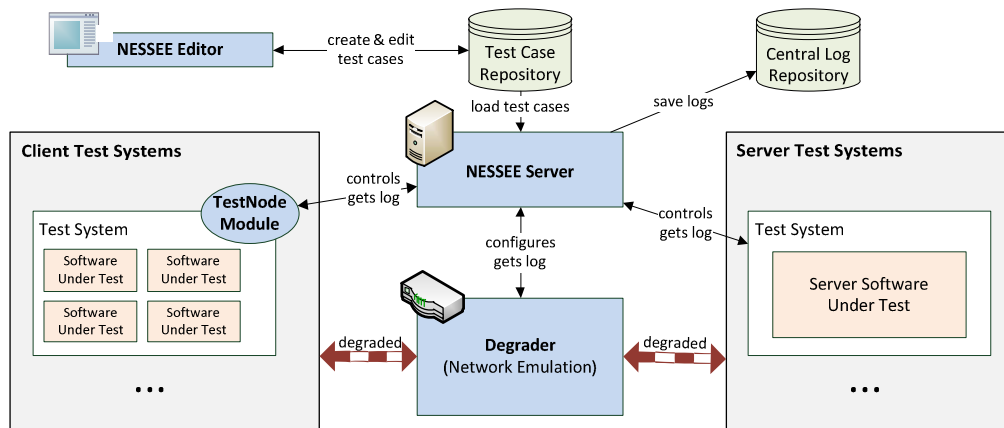 NESSEE Editor
create & edit
test cases
Test Case
Repository
Central Log
Repository
load test cases
save logs
Client Test Systems
NESSEE Server
Server Test Systems
controls
gets log
TestNode
Module
controls
gets log
Test System
Software
Under Test
Software
Under Test
Software
Under Test
Software
Under Test
configures
gets log
Test System
Server Software
Under Test
degraded
Degrader
(Network Emulation)
degraded
...
...